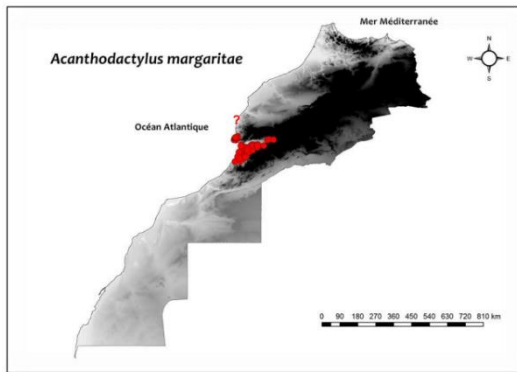 Mer Méditerranée
Acanthodactylus margaritae
N
W E
S
?
Océan Atlantique
0 90 180 270 360 450 540 630 720 810 km